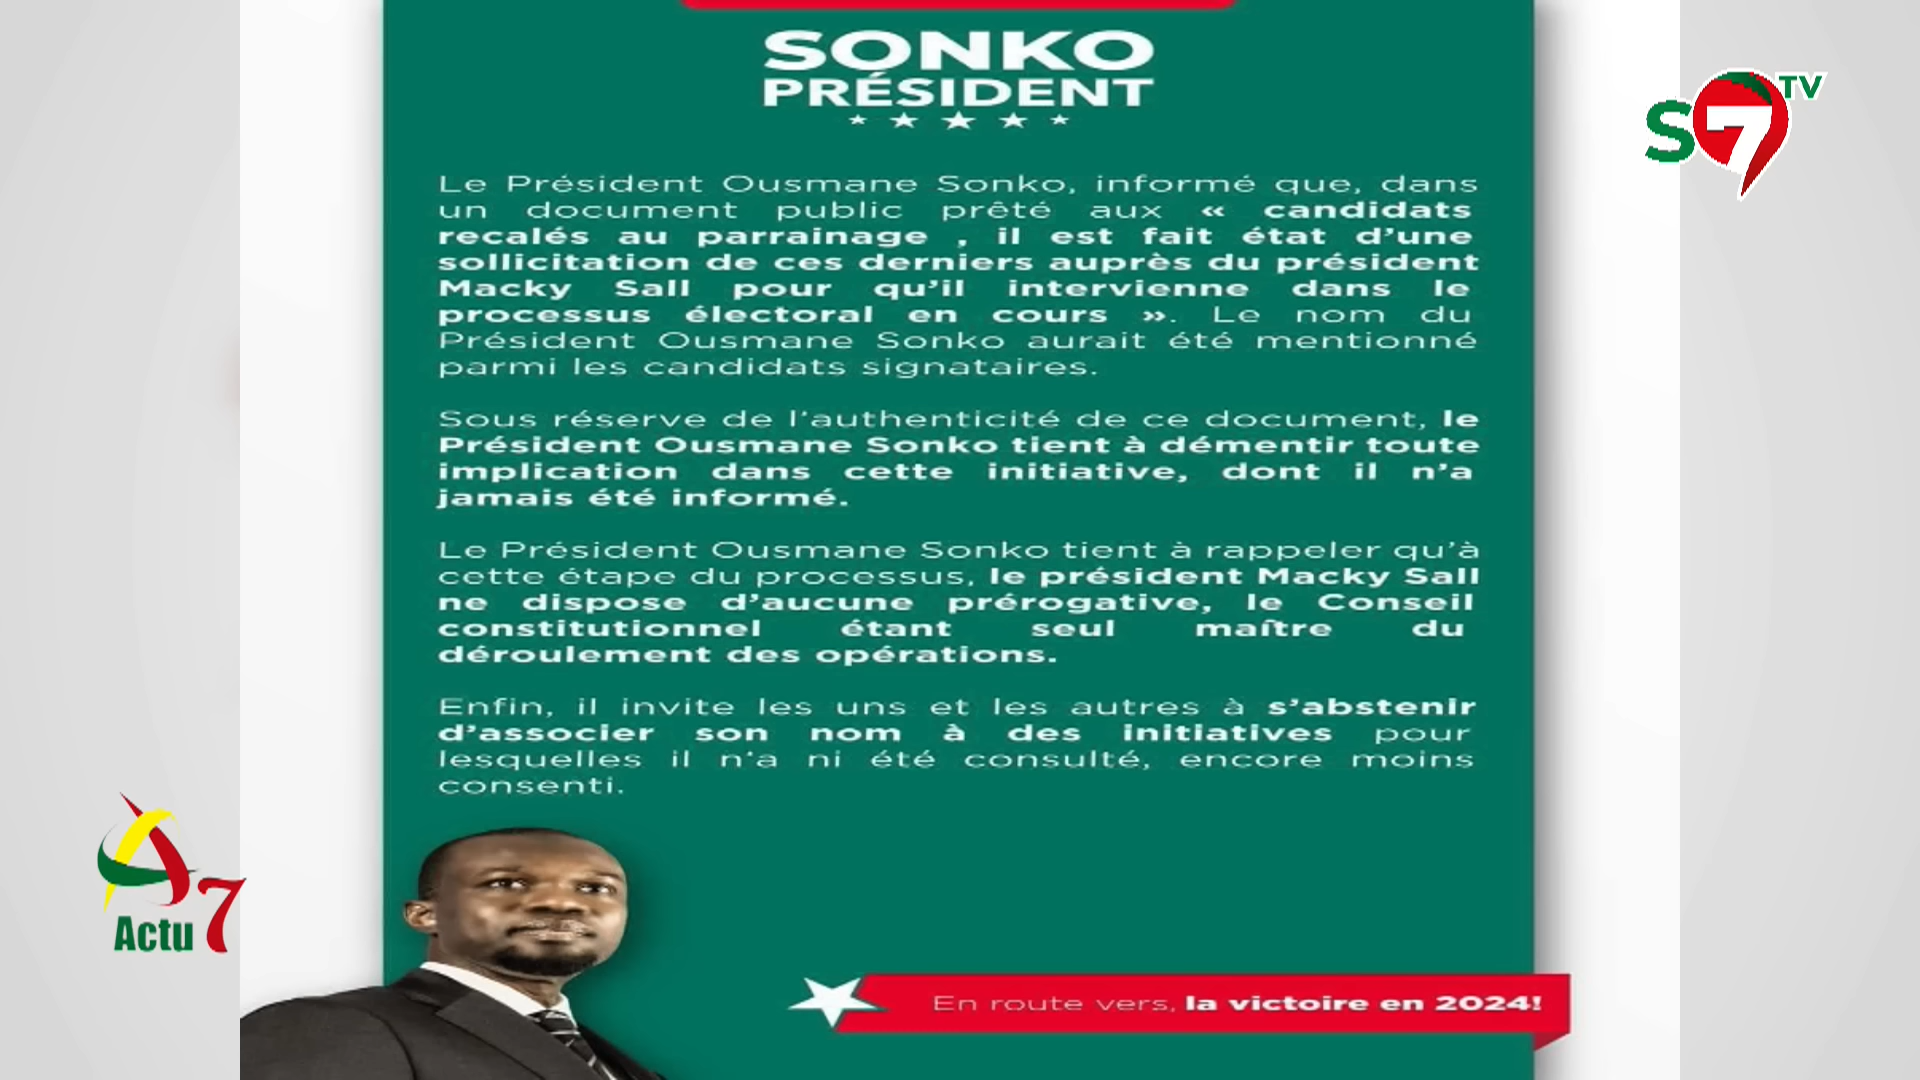 SONKO
PRÉSIDENT
S7 TV
Le Président Ousmane Sonko, informé que, dans
un document public prêté aux « candidats
recalés au parrainage , il est fait état d’une
sollicitation de ces derniers auprès du président
Macky Sall pour qu’il intervienne dans le
processus électoral en cours ». Le nom du
Président Ousmane Sonko aurait été mentionné
parmi les candidats signataires.
Sous réserve de l’authenticité de ce document, le
Président Ousmane Sonko tient à démentir toute
implication dans cette initiative, dont il n’a
jamais été informé.
Le Président Ousmane Sonko tient à rappeler qu’à
cette étape du processus, le président Macky Sall
ne dispose d’aucune prérogative, le Conseil
constitutionnel étant seul maître du
déroulement des opérations.
Enfin, il invite les uns et les autres à s’abstenir
d’associer son nom à des initiatives pour
lesquelles il n’a ni été consulté, encore moins
consenti.
Actu 7
En route vers, la victoire en 2024!